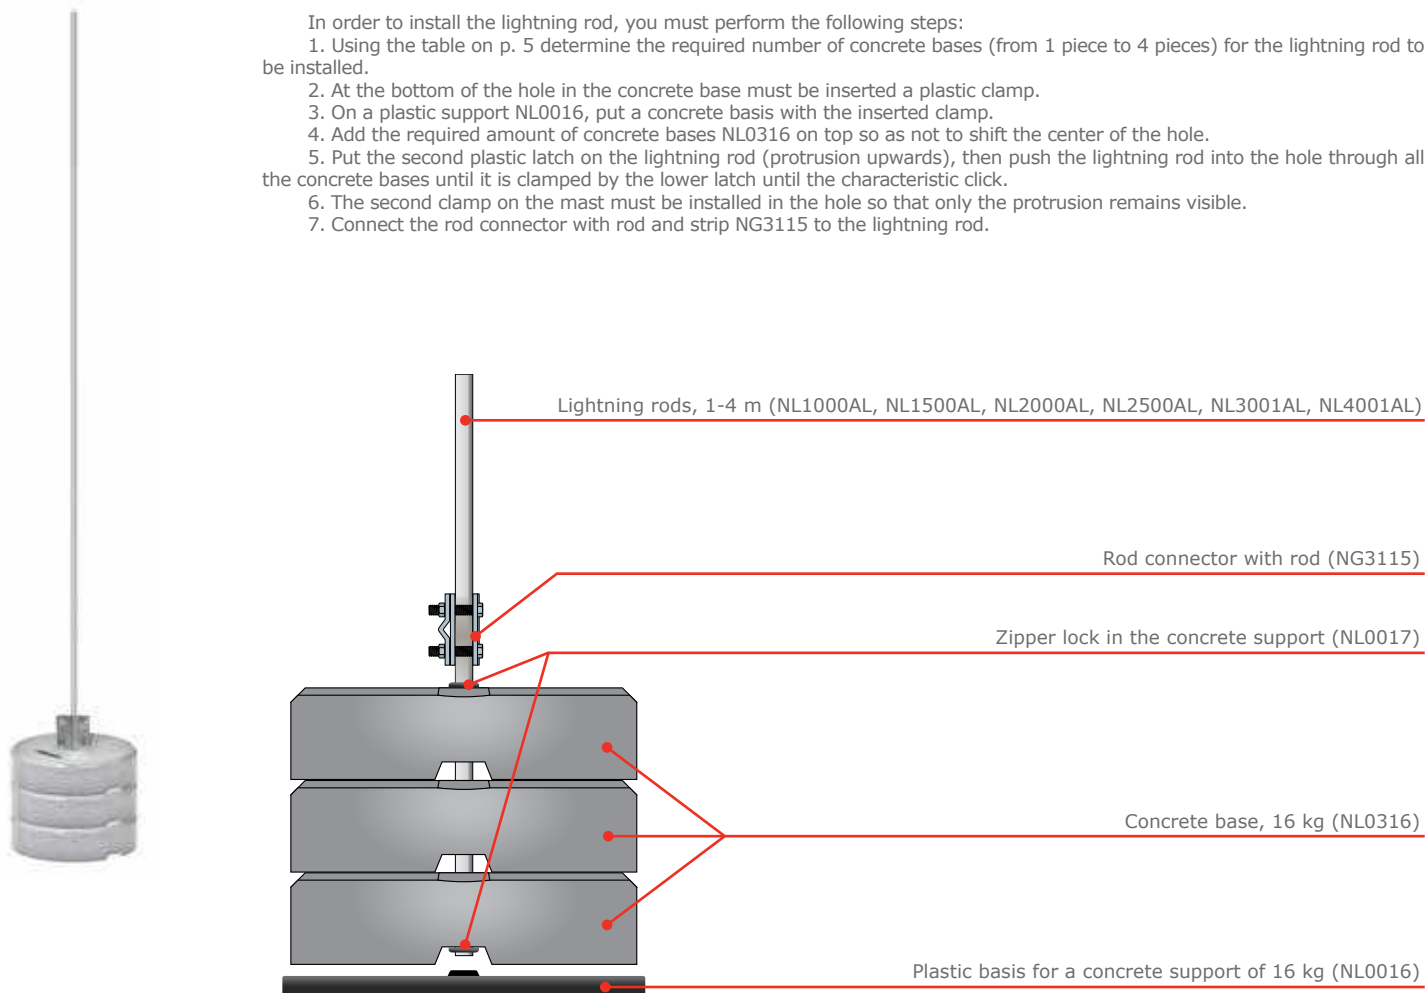 In order to install the lightning rod, you must perform the following steps:
1. Using the table on p. 5 determine the required number of concrete bases (from 1 piece to 4 pieces) for the lightning rod to
be installed.
2. At the bottom of the hole in the concrete base must be inserted a plastic clamp.
3. On a plastic support NL0016, put a concrete basis with the inserted clamp.
4. Add the required amount of concrete bases NL0316 on top so as not to shift the center of the hole.
5. Put the second plastic latch on the lightning rod (protrusion upwards), then push the lightning rod into the hole through all
the concrete bases until it is clamped by the lower latch until the characteristic click.
6. The second clamp on the mast must be installed in the hole so that only the protrusion remains visible.
7. Connect the rod connector with rod and strip NG3115 to the lightning rod.
Lightning rods, 1-4 m (NL1000AL, NL1500AL, NL2000AL, NL2500AL, NL3001AL, NL4001AL)
Rod connector with rod (NG3115)
Zipper lock in the concrete support (NL0017)
Concrete base, 16 kg (NL0316)
Plastic basis for a concrete support of 16 kg (NL0016)